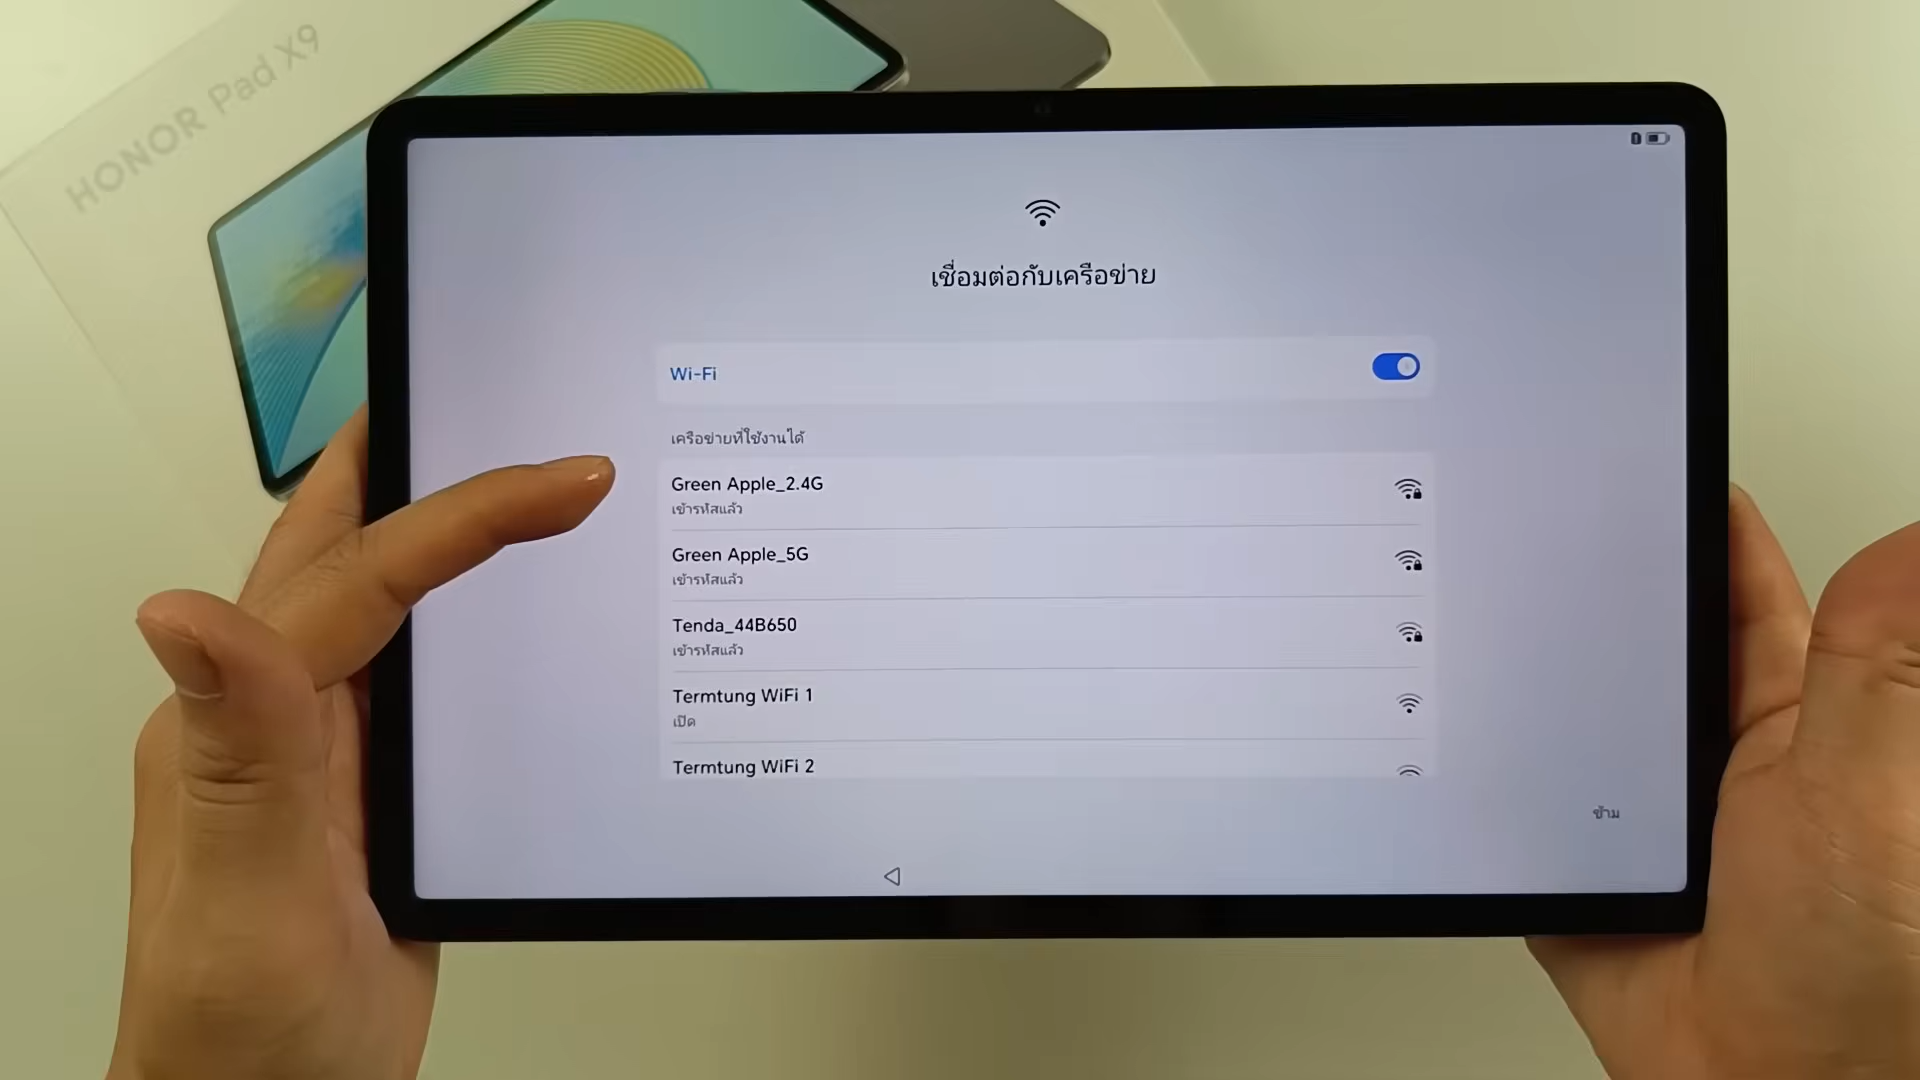 HONOR Pad X9
เชื่อมต่อกับเครือข่าย
Wi-Fi
เครือข่ายที่ใช้งานได้
Green Apple_2.4G
เข้ารหัสแล้ว
Green Apple_5G
เข้ารหัสแล้ว
Tenda_44B650
เข้ารหัสแล้ว
Termtung WiFi 1
เปิด
Termtung WiFi 2
ข้าม